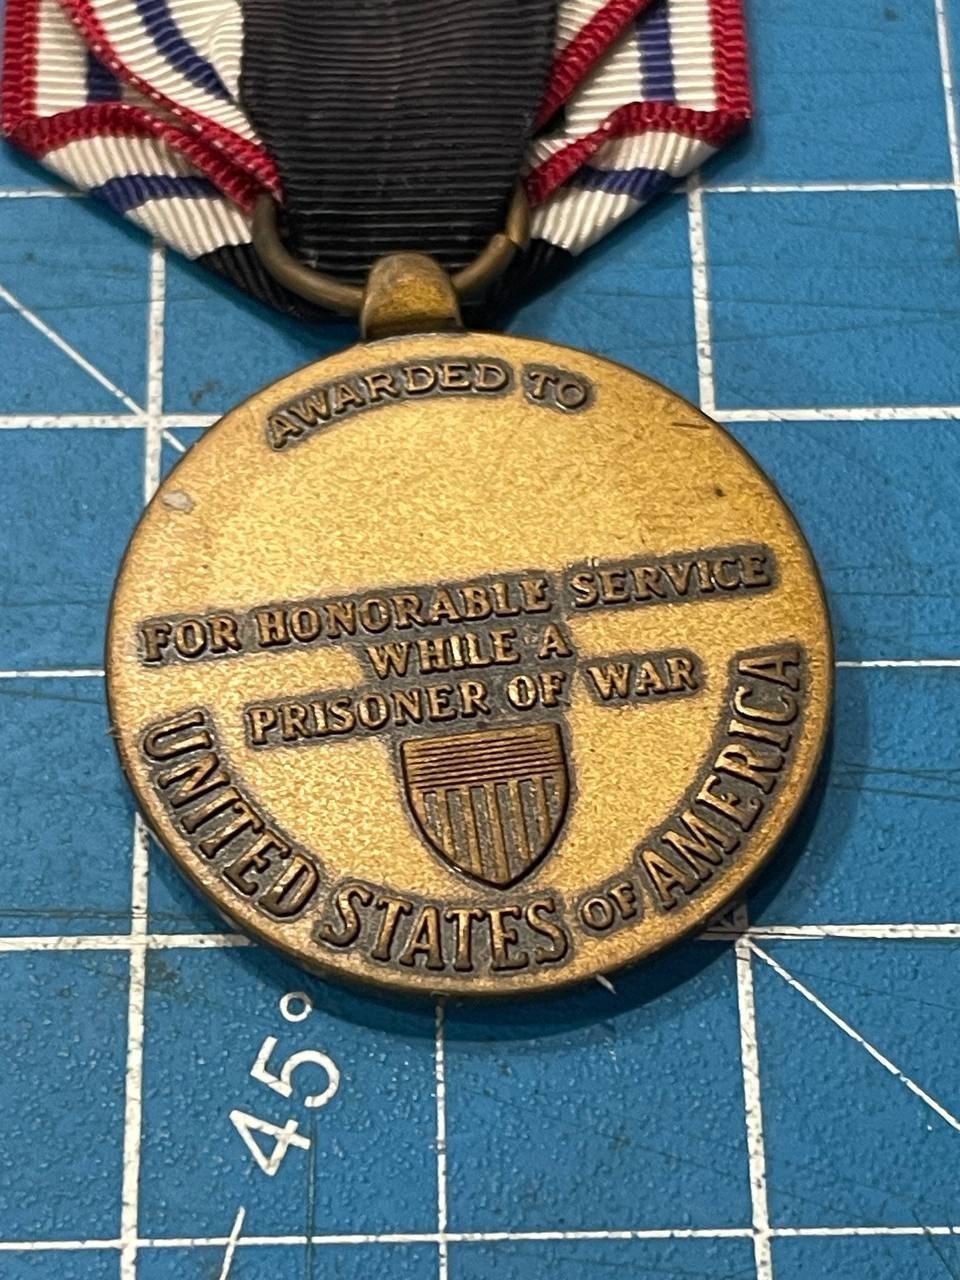 AWARDED TO
FOR HONORABLE SERVICE
WHILE A
PRISONER OF WAR
UNITED STATES OF AMERICA
45°